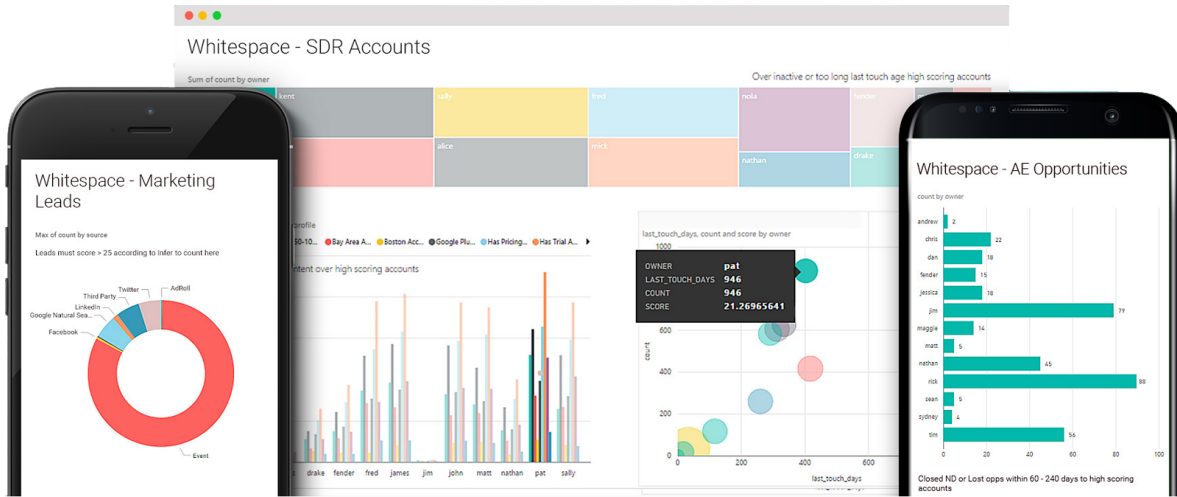 Whitespace - SDR Accounts
Sum of count by owner
Over inactive or too long last touch age high scoring accounts
kent
sally
fred
nola
fender
alice
mick
nathan
drake
Whitespace - Marketing
Leads
Max of count by source
Leads must score > 25 according to Infer to count here
Twitter
AdRoll
Third Party
LinkedIn
Google Natural Sea...
Facebook
Event
profile
50-10...
Bay Area A...
Boston Acc...
Google Plu...
Has Pricing...
Has Trial A...
ntent over high scoring accounts
s
drake
fender
fred
james
jim
john
matt
nathan
pat
sally
last_touch_days, count and score by owner
1000
OWNER pat
LAST_TOUCH_DAYS 946
COUNT 946
SCORE 21.26965641
600
400
200
0
count
0
200
400
600
last_touch_days
Whitespace - AE Opportunities
count by owner
andrew 2
chris 22
dan 18
fender 15
jessica 18
jim 79
maggie 14
matt 5
nathan 45
rick 88
sean 5
sydney 4
tim 56
0 20 40 60 80 100
Closed ND or Lost opps within 60 - 240 days to high scoring
accounts